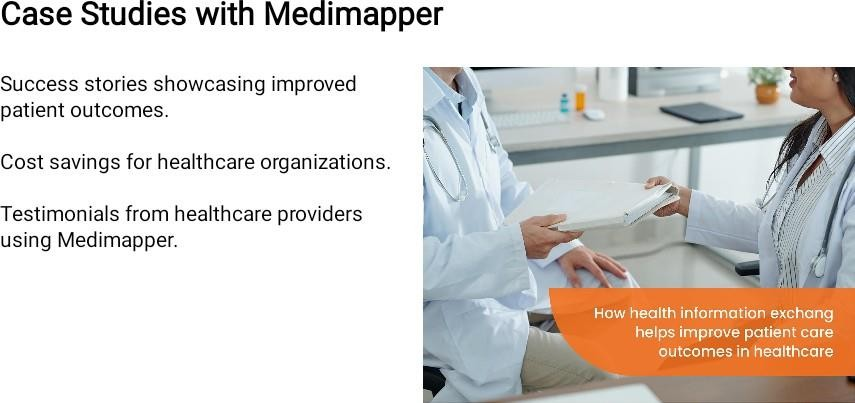 Case Studies with Medimapper
Success stories showcasing improved
patient outcomes.
Cost savings for healthcare organizations.
Testimonials from healthcare providers
using Medimapper.
How health information exchang
helps improve patient care
outcomes in healthcare